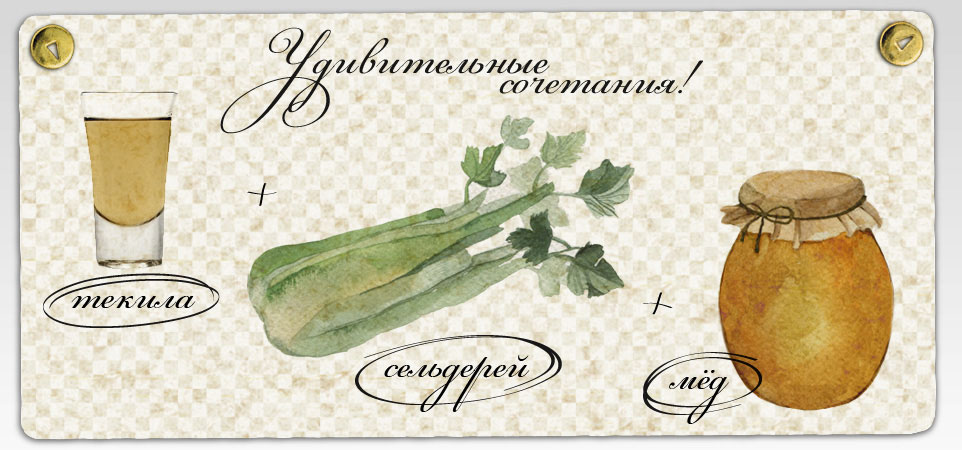 Удивительные
сочетания!
+
текила
+
сельдерей
мёд